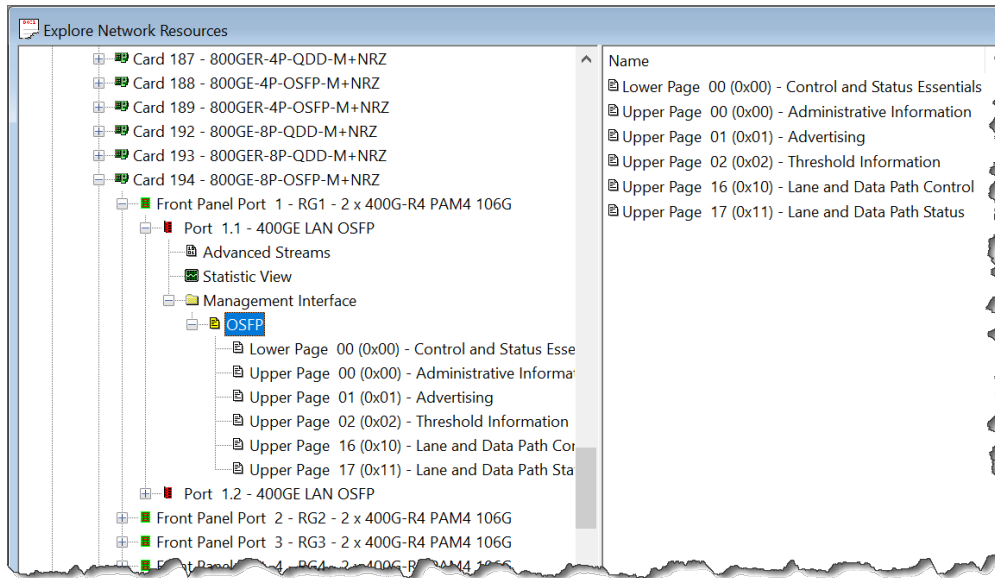 Explore Network Resources
Card 187 - 800GER-4P-QDD-M+NRZ
Card 188 - 800GE-4P-OSFP-M+NRZ
Card 189 - 800GER-4P-OSFP-M+NRZ
Card 192 - 800GE-8P-QDD-M+NRZ
Card 193 - 800GER-8P-QDD-M+NRZ
Card 194 - 800GE-8P-OSFP-M+NRZ
Front Panel Port 1 - RG1 - 2 x 400G-R4 PAM4 106G
Port 1.1 - 400GE LAN OSFP
Advanced Streams
Statistic View
Management Interface
OSFP
Lower Page 00 (0x00) - Control and Status Esse
Upper Page 00 (0x00) - Administrative Informa
Upper Page 01 (0x01) - Advertising
Upper Page 02 (0x02) - Threshold Information
Upper Page 16 (0x10) - Lane and Data Path Cor
Upper Page 17 (0x11) - Lane and Data Path Sta
Port 1.2 - 400GE LAN OSFP
Front Panel Port 2 - RG2 - 2 x 400G-R4 PAM4 106G
Front Panel Port 3 - RG3 - 2 x 400G-R4 PAM4 106G
Name
Lower Page 00 (0x00) - Control and Status Essentials
Upper Page 00 (0x00) - Administrative Information
Upper Page 01 (0x01) - Advertising
Upper Page 02 (0x02) - Threshold Information
Upper Page 16 (0x10) - Lane and Data Path Control
Upper Page 17 (0x11) - Lane and Data Path Status